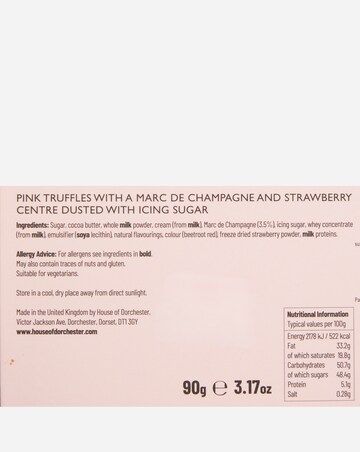 PINK TRUFFLES WITH A MARC DE CHAMPAGNE AND STRAWBERRY
CENTRE DUSTED WITH ICING SUGAR
Ingredients: Sugar, cocoa butter, whole milk powder, cream (from milk), Marc de Champagne (3.5%), icing sugar, whey concentrate
(from milk), emulsifier (soya lecithin), natural flavourings, colour (beetroot red), freeze dried strawberry powder, milk proteins.
Allergy Advice: For allergens see ingredients in bold.
May also contain traces of nuts and gluten.
Suitable for vegetarians.
Store in a cool, dry place away from direct sunlight.
Made in the United Kingdom by House of Dorchester,
Victor Jackson Ave, Dorchester, Dorset, DT1 3GY
www.houseofdorchester.com
90g ℮ 3.17oz
Nutritional Information
Typical values per 100g
Energy 2178 kJ / 522 kcal
Fat 33.2g
of which saturates 19.8g
Carbohydrates 50.7g
of which sugars 48.4g
Protein 5.1g
Salt 0.28g